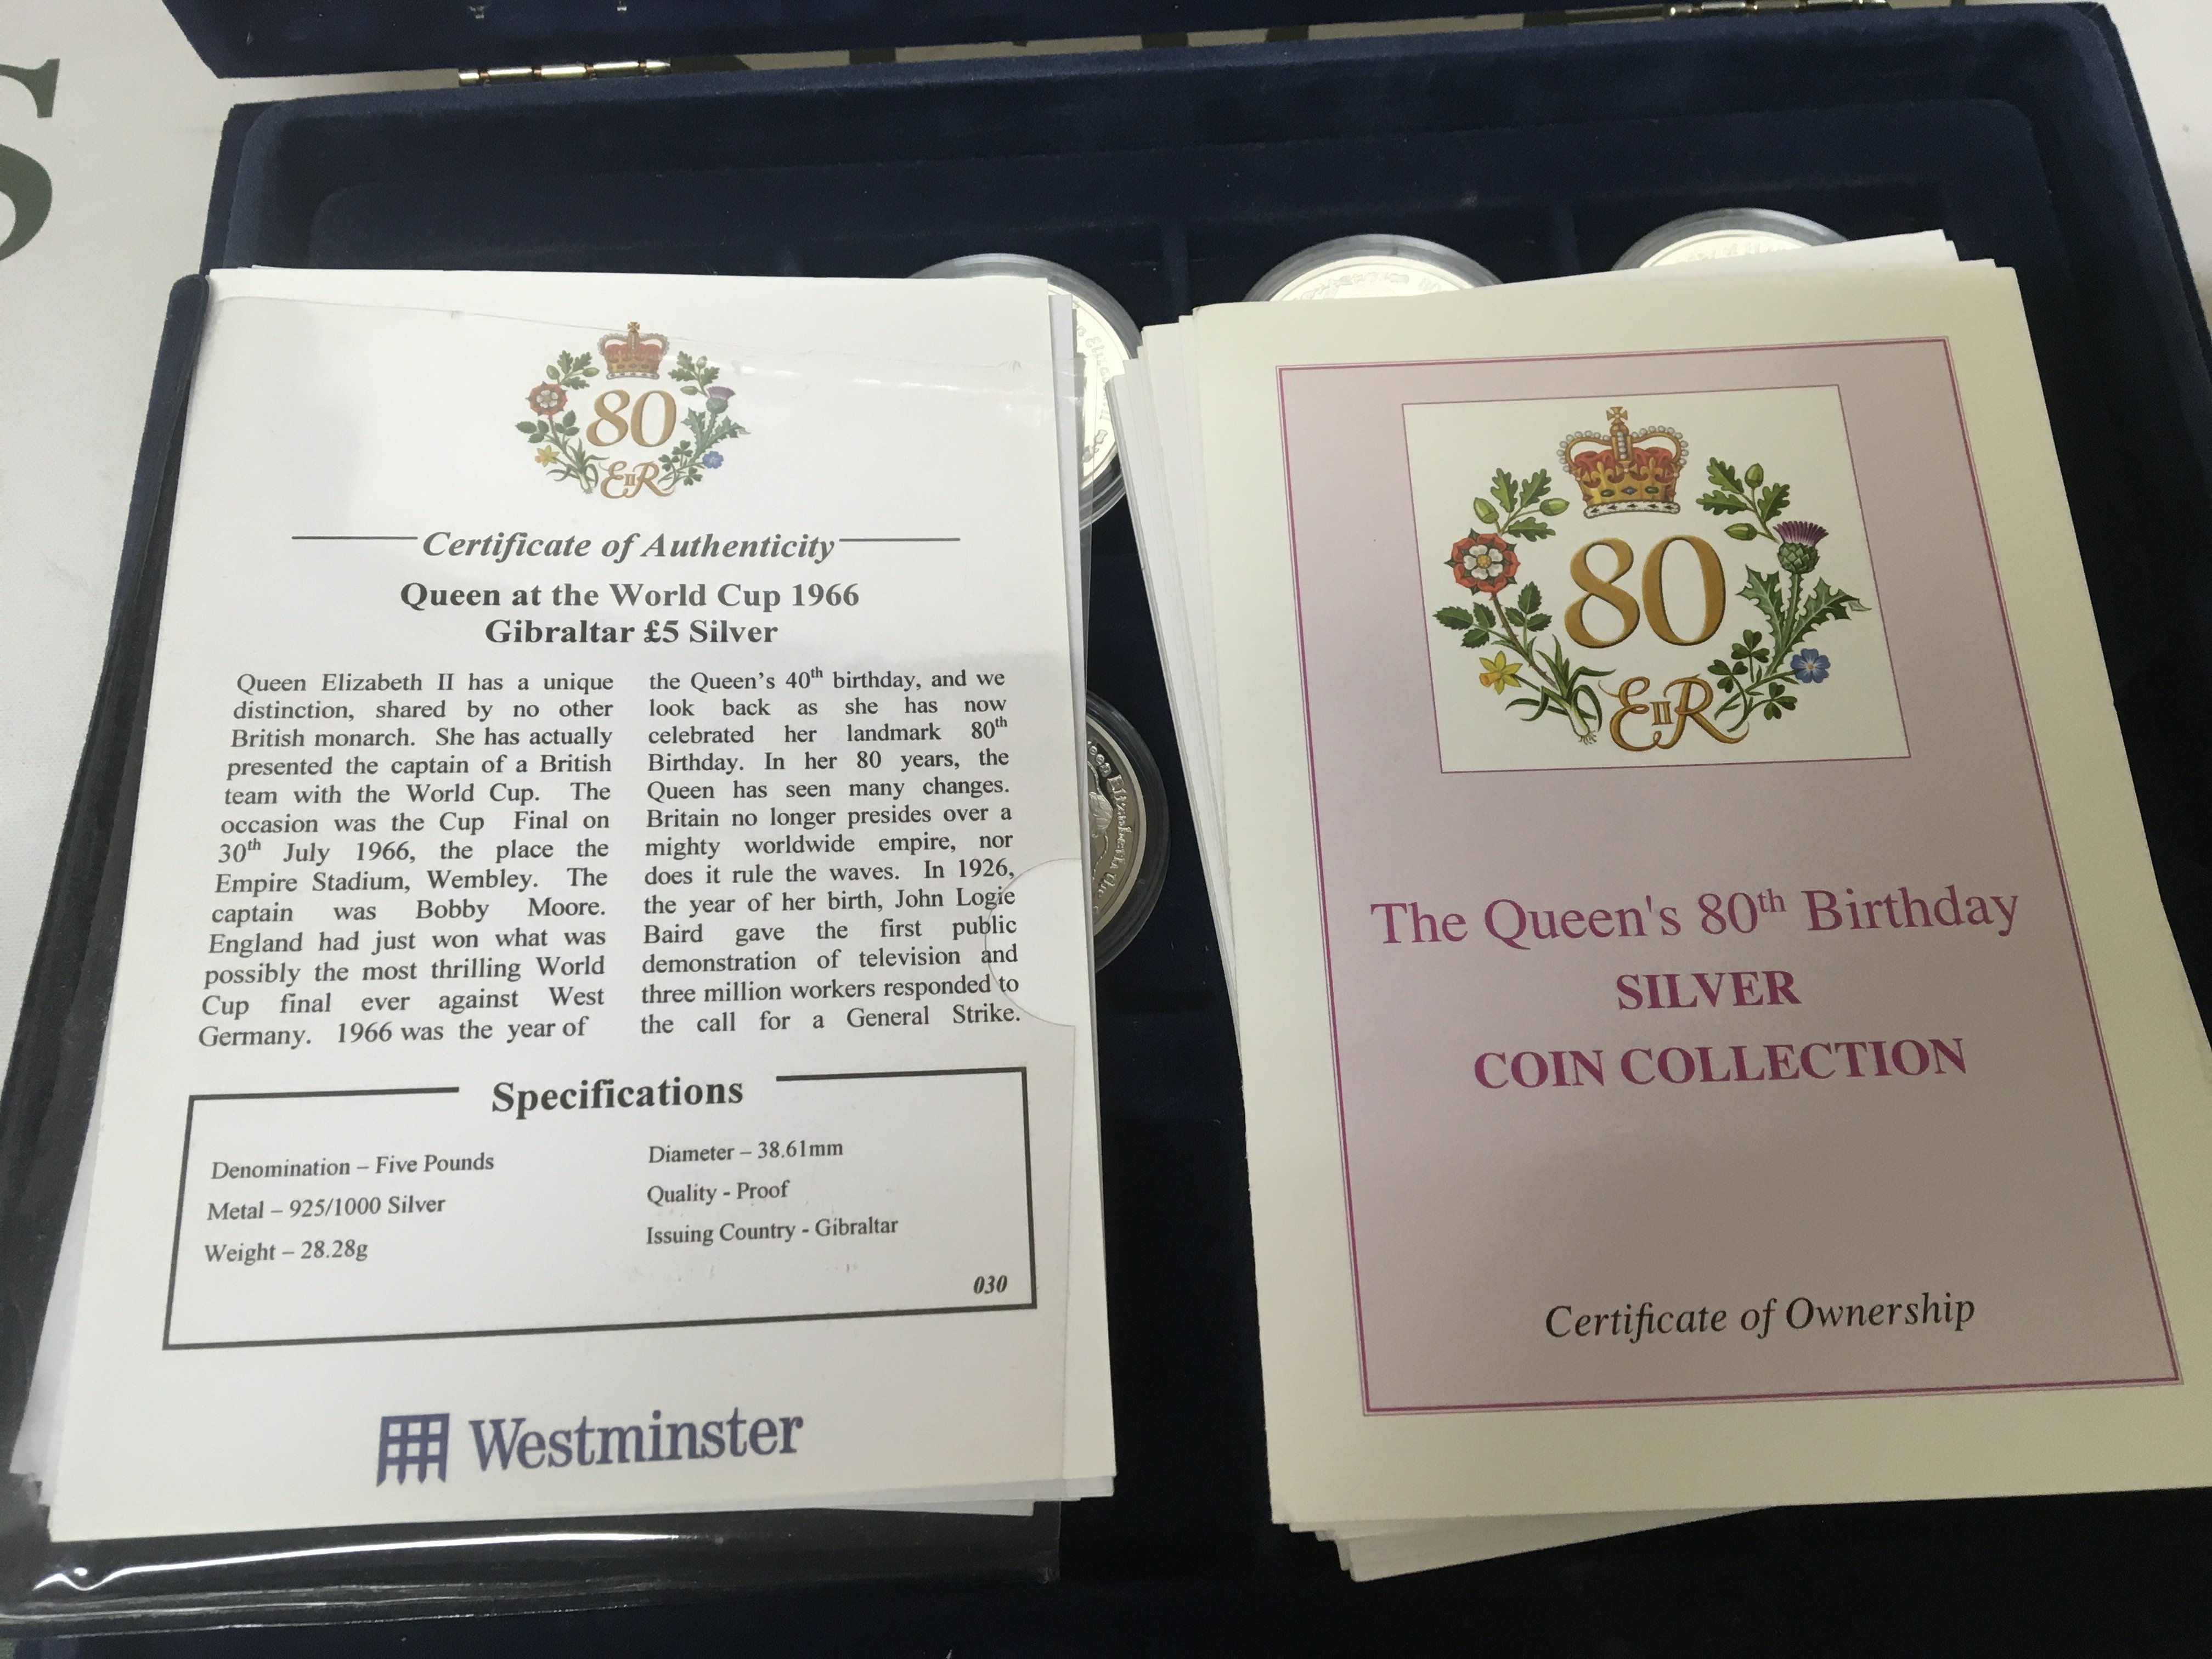 S
80
EIIR
Certificate of Authenticity
Queen at the World Cup 1966
Gibraltar £5 Silver
Queen Elizabeth II has a unique
distinction, shared by no other
British monarch. She has actually
presented the captain of a British
team with the World Cup. The
occasion was the Cup Final on
30th July 1966, the place the
Empire Stadium, Wembley. The
captain was Bobby Moore.
England had just won what was
possibly the most thrilling World
Cup final ever against West
Germany. 1966 was the year of
the Queen's 40th birthday, and we
look back as she has now
celebrated her landmark 80th
Birthday. In her 80 years, the
Queen has seen many changes.
Britain no longer presides over a
mighty worldwide empire, nor
does it rule the waves. In 1926,
the year of her birth, John Logie
Baird gave the first public
demonstration of television and
three million workers responded to
the call for a General Strike.
Specifications
Denomination – Five Pounds
Metal – 925/1000 Silver
Weight – 28.28g
Diameter – 38.61mm
Quality - Proof
Issuing Country - Gibraltar
030
Westminster
80
EIIR
The Queen's 80th Birthday
SILVER
COIN COLLECTION
Certificate of Ownership